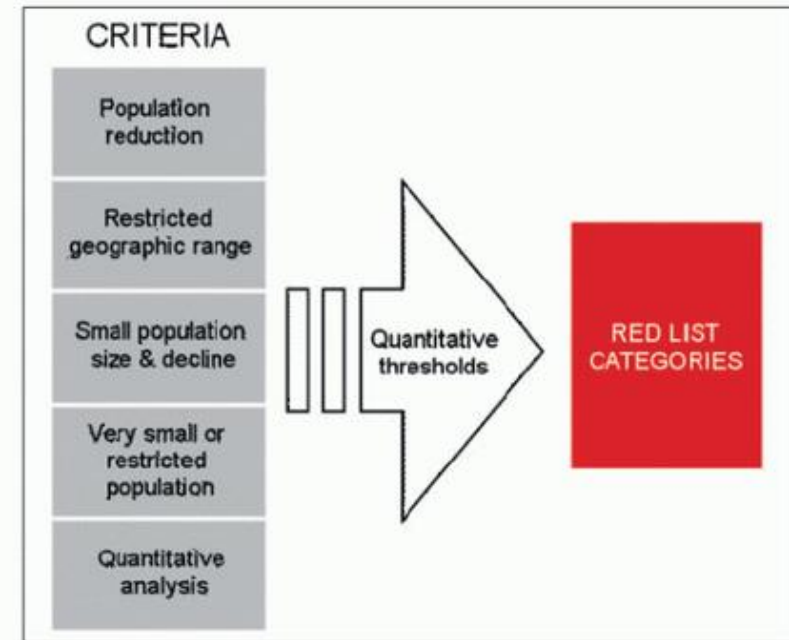 CRITERIA
Population
reduction
Restricted
geographic range
Small population
size & decline
Very small or
restricted
population
Quantitative
analysis
Quantitative
thresholds
RED LIST
CATEGORIES